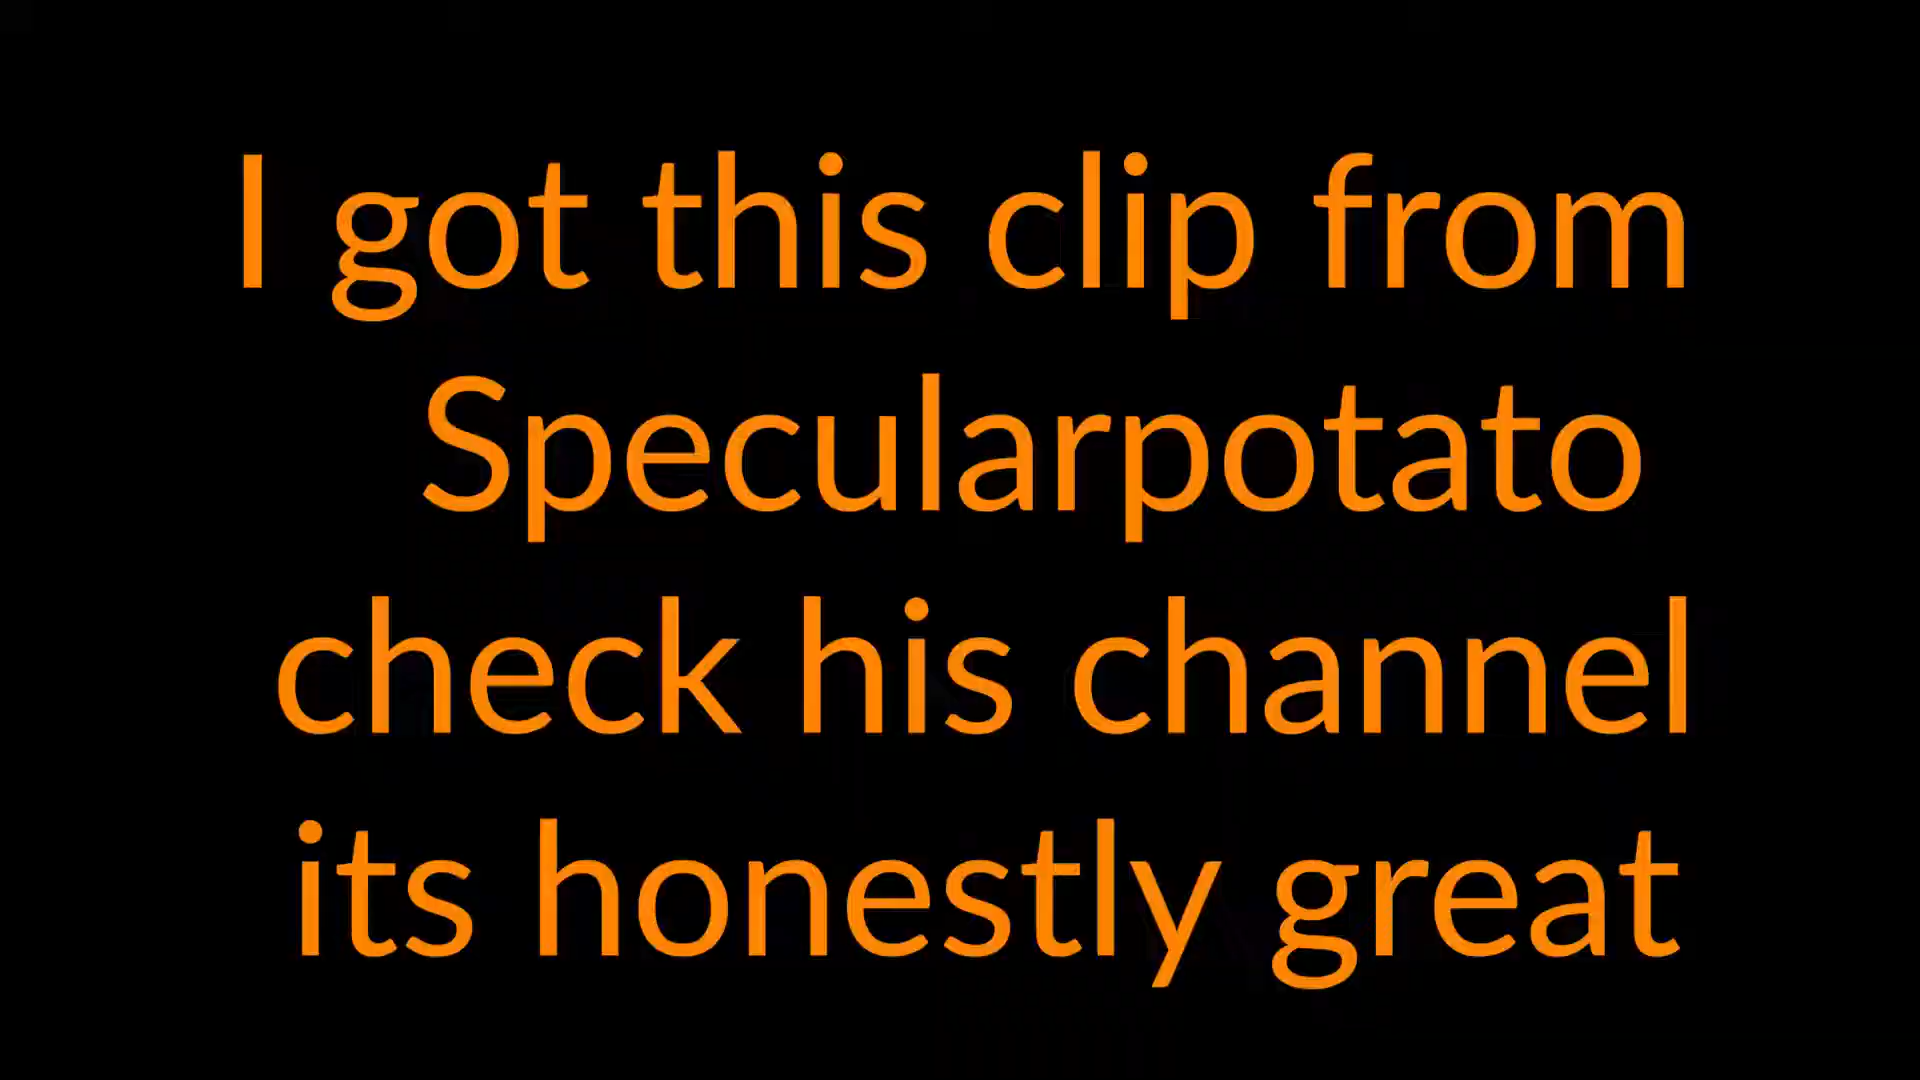 I got this clip from
Specularpotato
check his channel
its honestly great